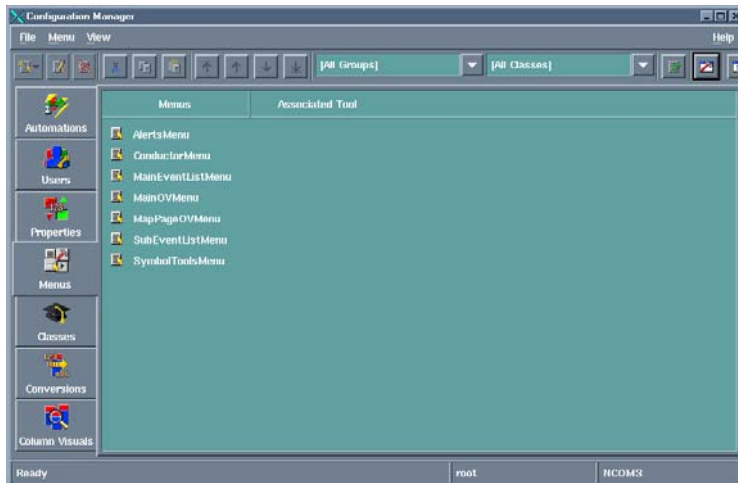 Configuration Manager
File Menu View Help
[All Groups] [All Classes]
Menus Associated Tool
Automations
Users
Properties
Menus
Classes
Conversions
Column Visuals
AlertsMenu
ConductorMenu
MainEventListMenu
MainOVMenu
MapPageOVMenu
SubEventListMenu
SymbolToolsMenu
Ready root NCOMS